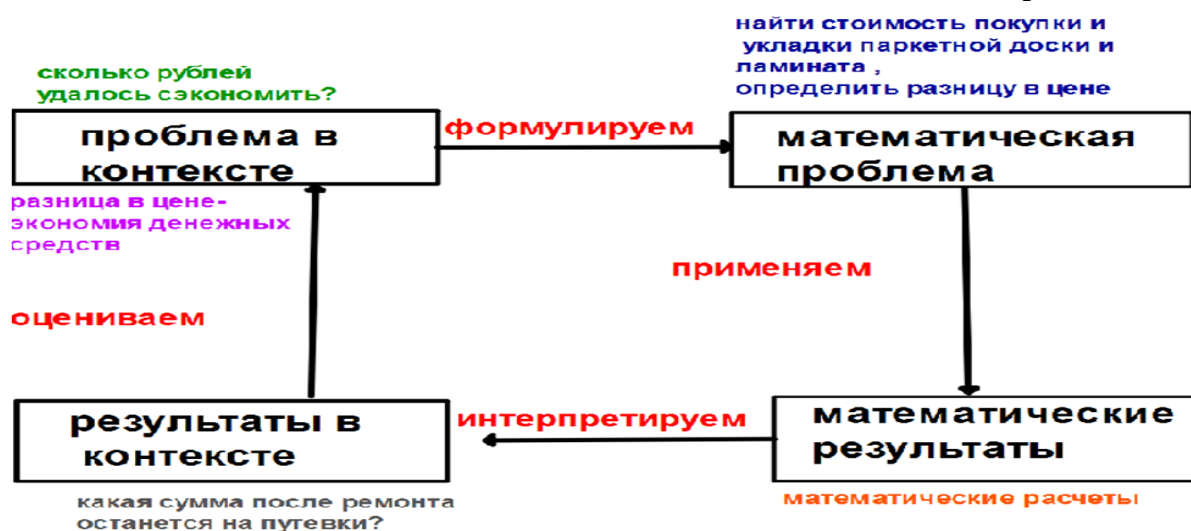 найти стоимость покупки и
укладки паркетной доски и
ламината ,
определить разницу в цене
сколько рублей
удалось сэкономить?
проблема в
контексте
формулируем
математическая
проблема
разница в цене-
экономия денежных
средств
применяем
оцениваем
результаты в
контексте
интерпретируем
математические
результаты
какая сумма после ремонта
останется на путевки?
математические расчеты